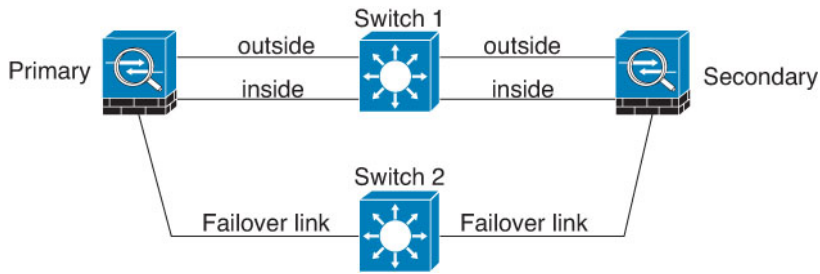 Switch 1
outside
outside
Primary
Secondary
inside
inside
Switch 2
Failover link
Failover link